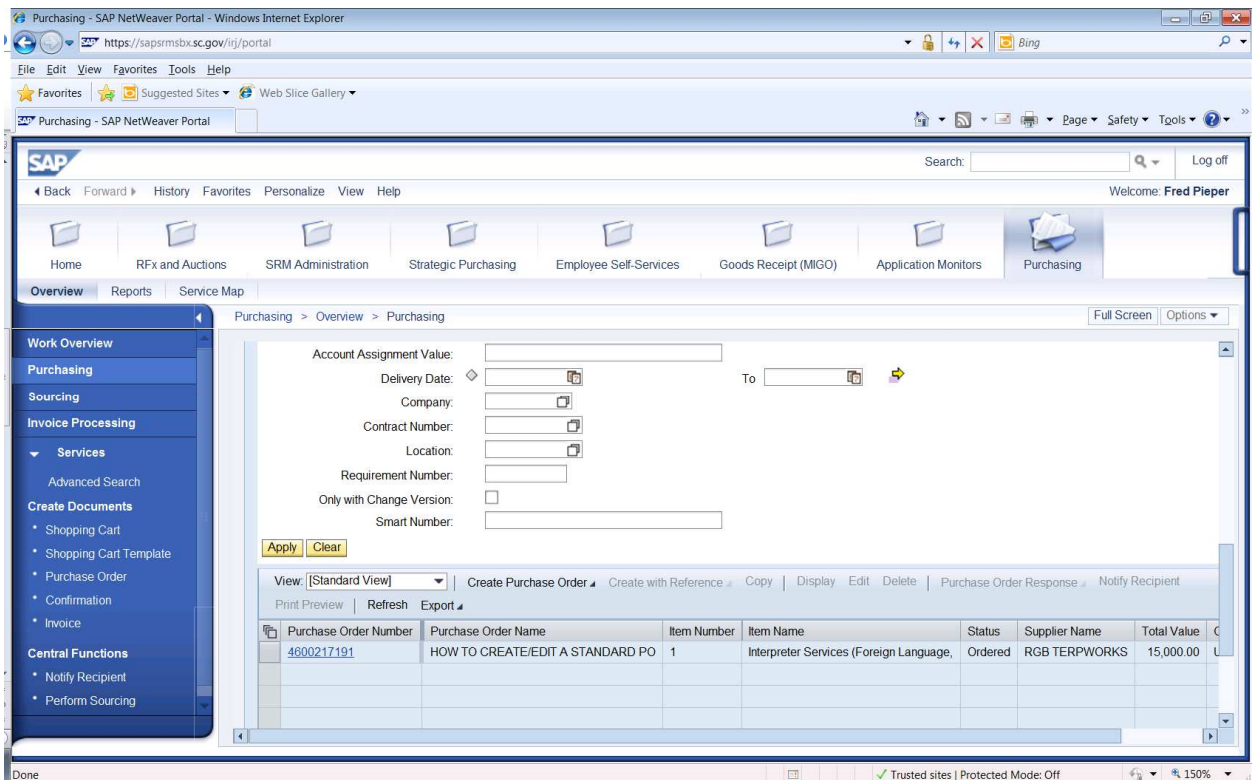 Purchasing - SAP NetWeaver Portal - Windows Internet Explorer
https://sapsrmsbx.sc.gov/irj/portal
Bing
File Edit View Favorites Tools Help
Favorites Suggested Sites Web Slice Gallery
Purchasing - SAP NetWeaver Portal
Page Safety Tools
SAP
Search:
Log off
Back Forward History Favorites Personalize View Help
Welcome: Fred Pieper
Home
RFx and Auctions
SRM Administration
Strategic Purchasing
Employee Self-Services
Goods Receipt (MIGO)
Application Monitors
Purchasing
Overview Reports Service Map
Purchasing > Overview > Purchasing
Full Screen Options
Work Overview
Purchasing
Sourcing
Invoice Processing
Services
Advanced Search
Create Documents
• Shopping Cart
• Shopping Cart Template
• Purchase Order
• Confirmation
• Invoice
Central Functions
• Notify Recipient
• Perform Sourcing
Account Assignment Value:
Delivery Date: To
Company:
Contract Number:
Location:
Requirement Number:
Only with Change Version:
Smart Number:
Apply Clear
View: [Standard View] Create Purchase Order Create with Reference Copy Display Edit Delete Purchase Order Response Notify Recipient
Print Preview Refresh Export
Purchase Order Number Purchase Order Name Item Number Item Name Status Supplier Name Total Value
4600217191 HOW TO CREATE/EDIT A STANDARD PO 1 Interpreter Services (Foreign Language, Ordered RGB TERPWORKS 15,000.00
Done
Trusted sites | Protected Mode: Off
150%